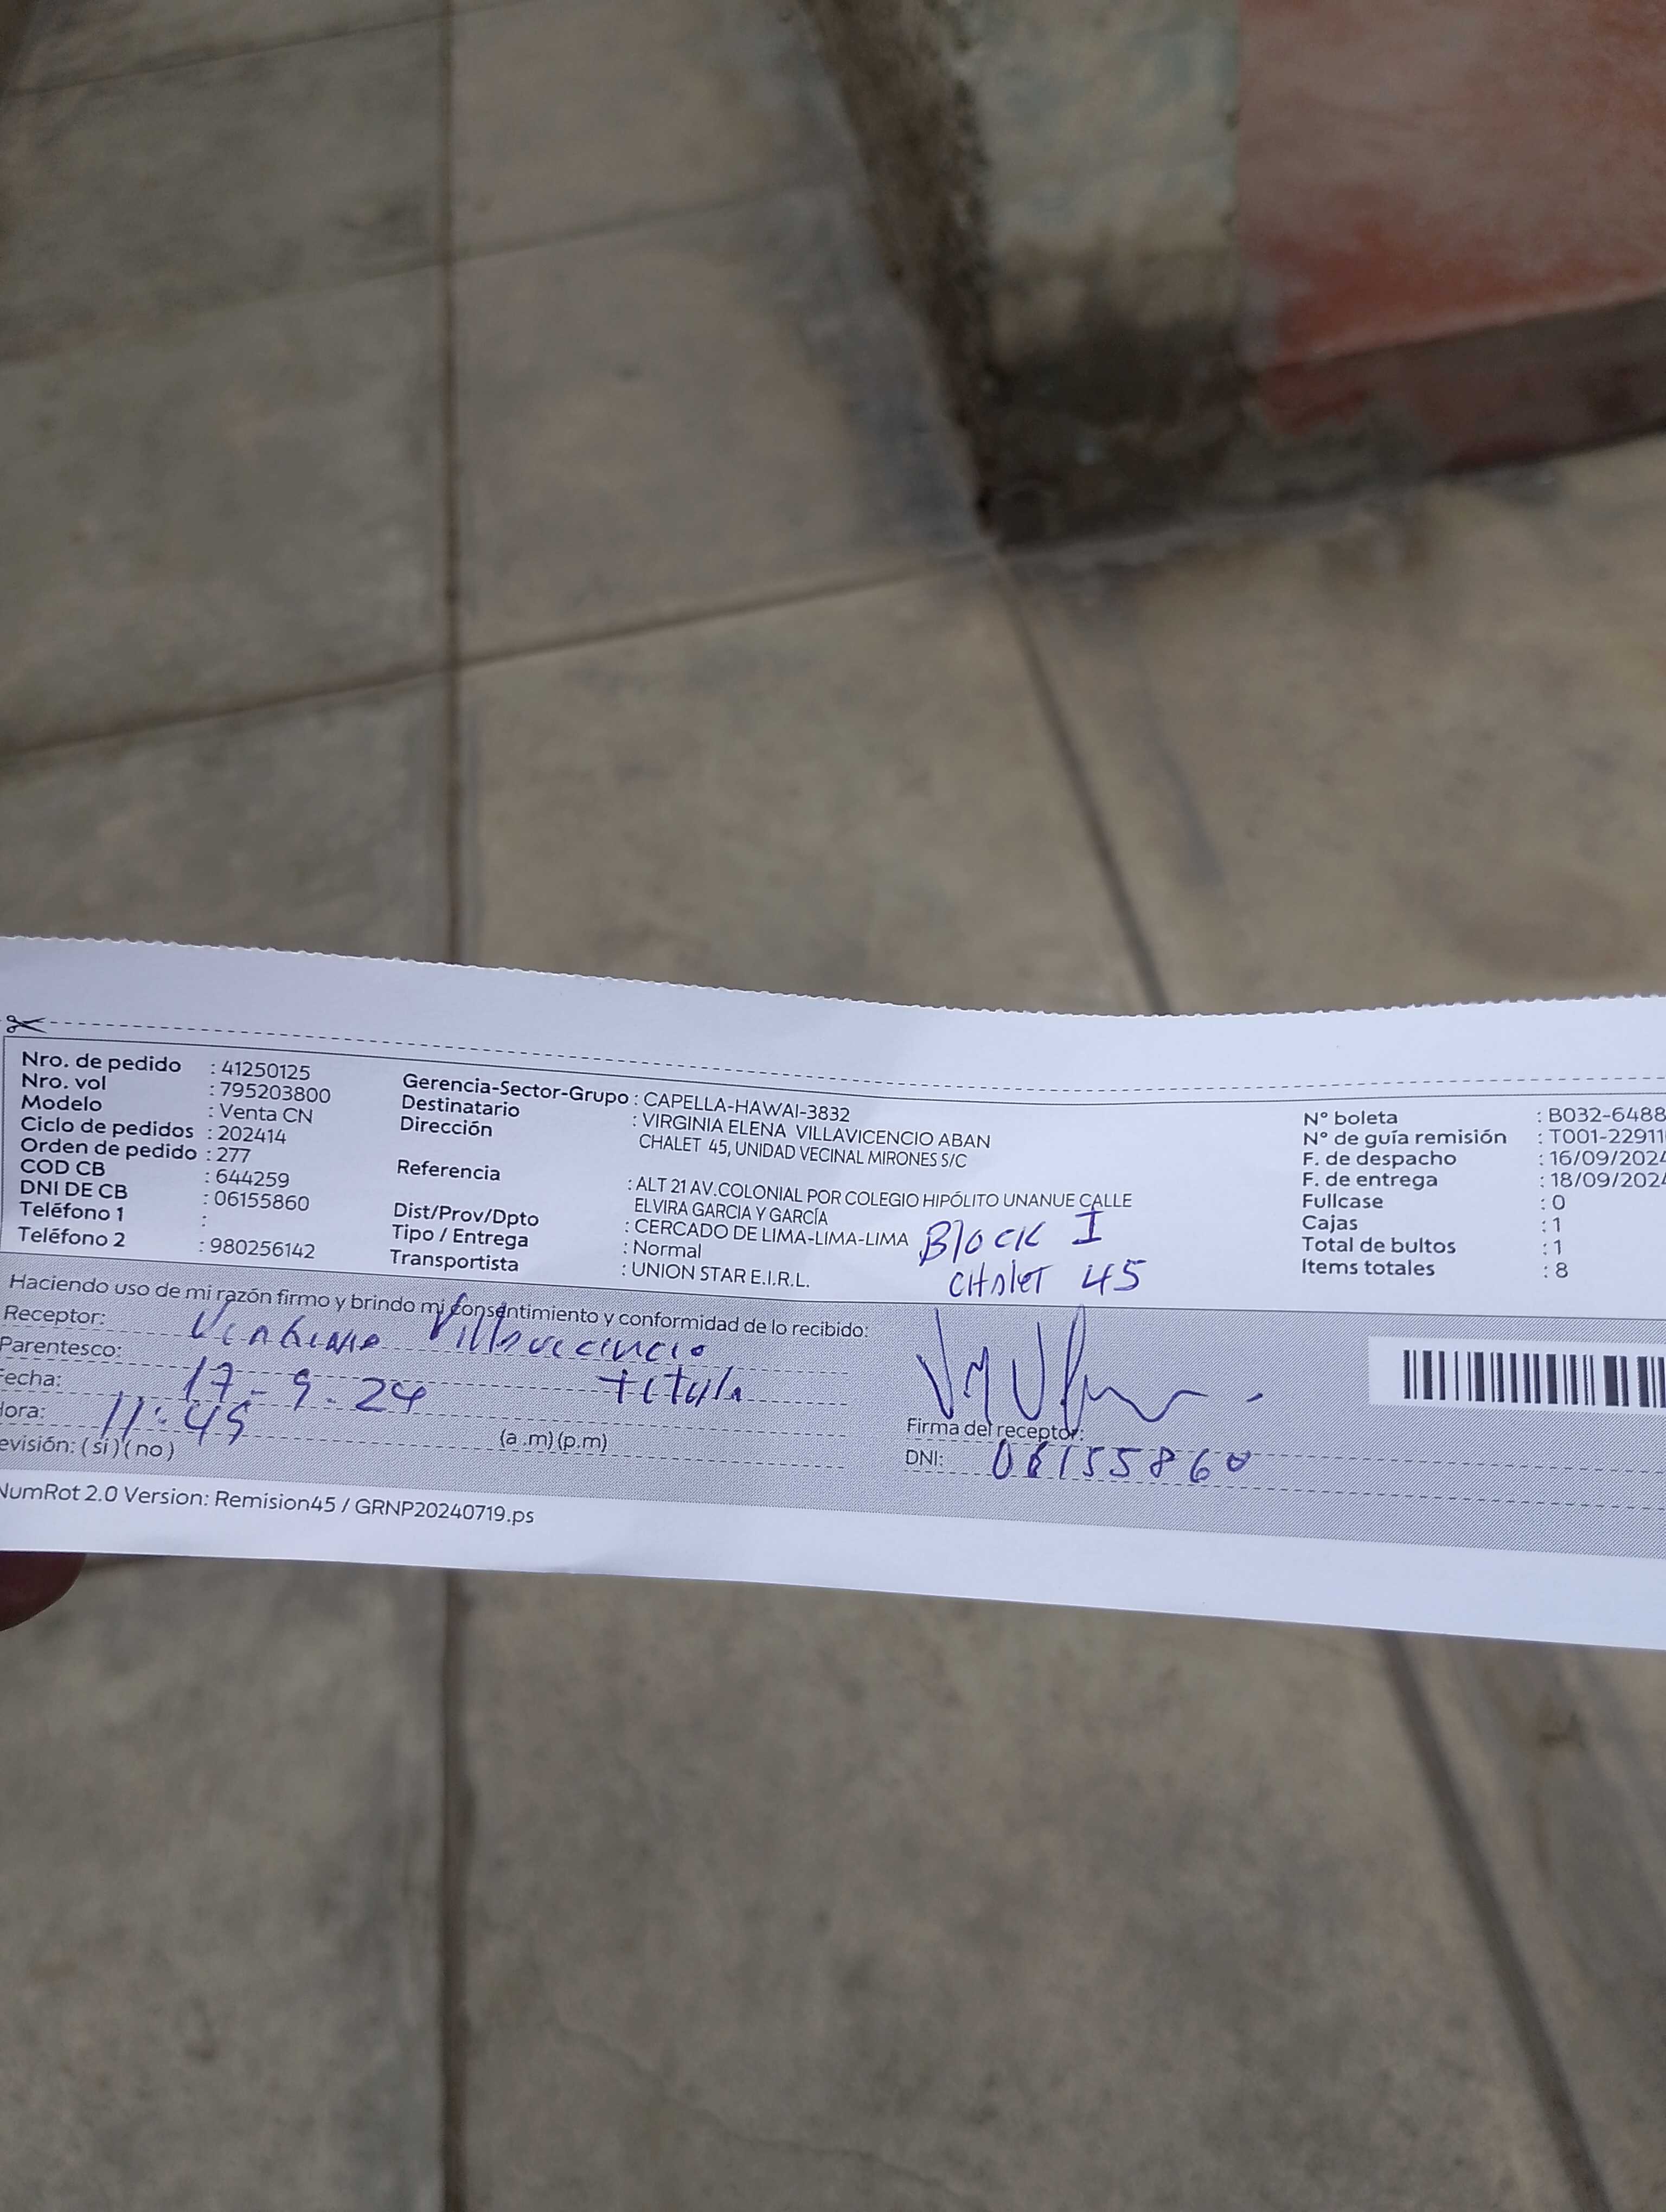 Nro. de pedido : 41250125
Nro. vol : 795203800
Modelo : Venta CN
Ciclo de pedidos : 202414
Orden de pedido : 277
COD CB : 644259
DNI DE CB : 06155860
Teléfono 1 :
Teléfono 2 : 980256142
Gerencia-Sector-Grupo : CAPELLA-HAWAI-3832
Destinatario : VIRGINIA ELENA VILLAVICENCIO ABAN
Dirección CHALET 45, UNIDAD VECINAL MIRONES S/C
Referencia : ALT 21 AV.COLONIAL POR COLEGIO HIPÓLITO UNANUE CALLE
ELVIRA GARCIA Y GARCÍA
Dist/Prov/Dpto : CERCADO DE LIMA-LIMA-LIMA
Tipo / Entrega : Normal
Transportista : UNION STAR E.I.R.L.
Block I
CHALET 45
N° boleta : B032-6488
N° de guía remisión : T001-22911
F. de despacho : 16/09/2024
F. de entrega : 18/09/2024
Fullcase : 0
Cajas : 1
Total de bultos : 1
Items totales : 8
Haciendo uso de mi razón firmo y brindo mi consentimiento y conformidad de lo recibido:
Receptor: Villavicencio
Parentesco: titula
echa: 17-9-24
ora: 11:45 (a.m)(p.m)
evisión: (si) (no)
Firma del receptor:
DNI: 06155860
NumRot 2.0 Version: Remision45 / GRNP20240719.ps